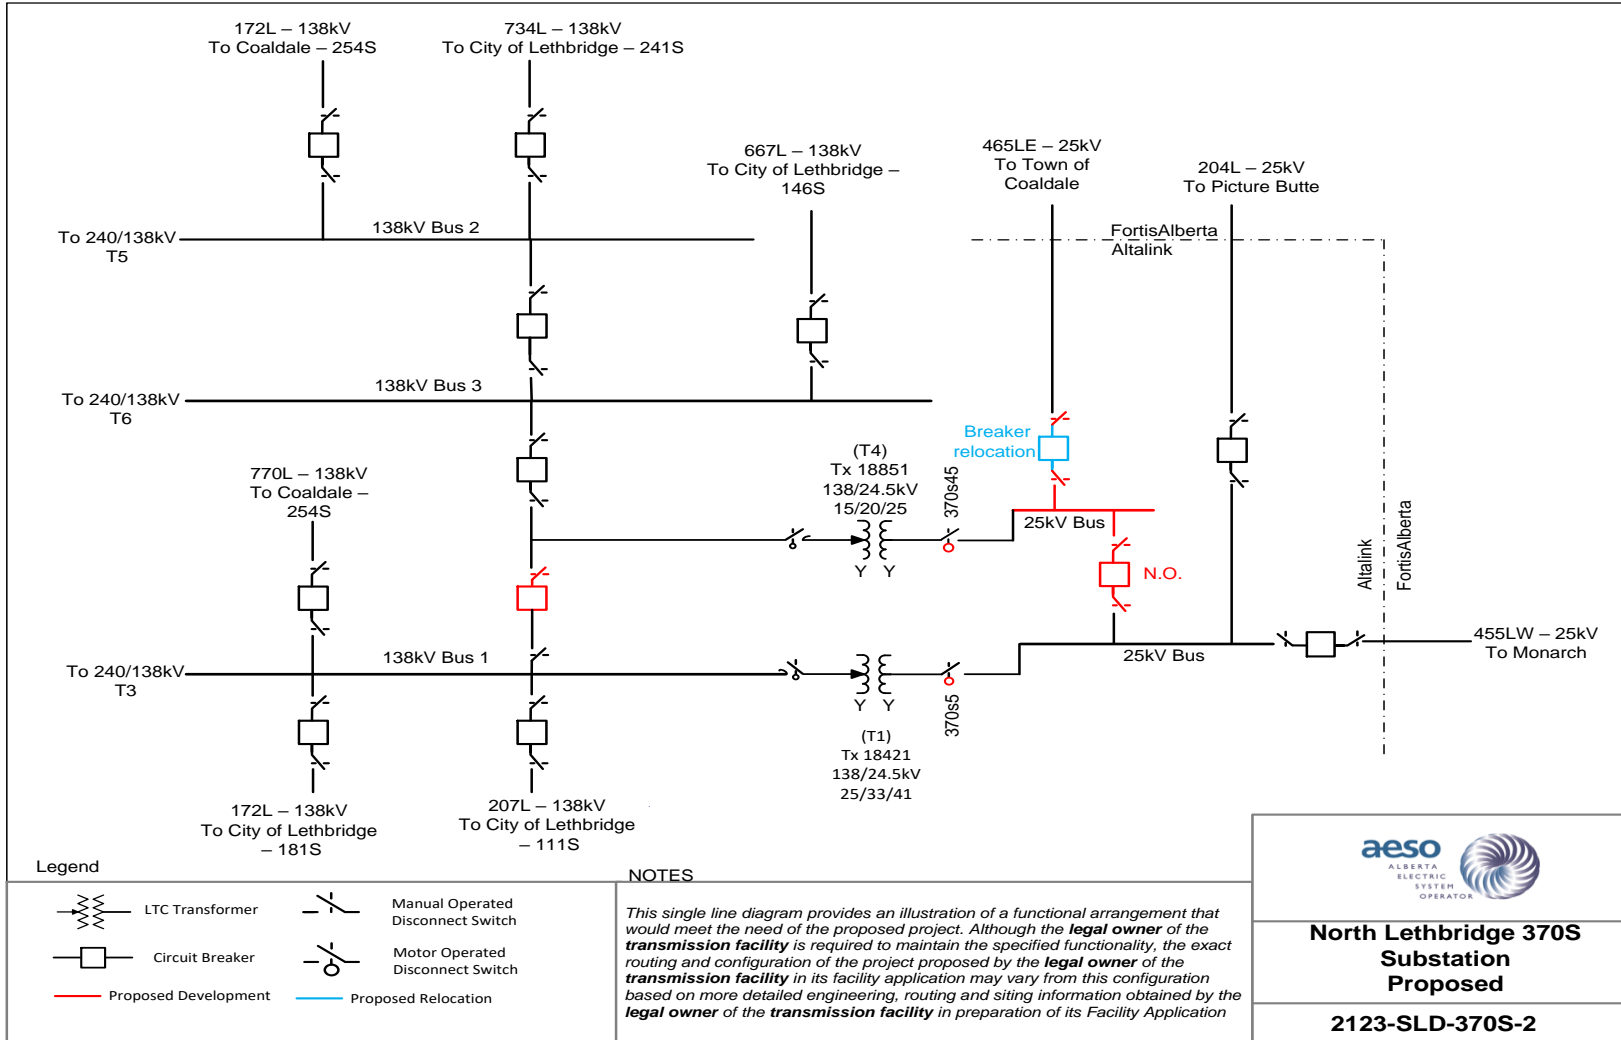 172L – 138kV
To Coaldale – 254S
734L – 138kV
To City of Lethbridge – 241S
667L – 138kV
To City of Lethbridge –
146S
465LE – 25kV
To Town of
Coaldale
204L – 25kV
To Picture Butte
To 240/138kV
T5
138kV Bus 2
FortisAlberta
Altalink
To 240/138kV
T6
138kV Bus 3
Breaker
relocation
770L – 138kV
To Coaldale –
254S
(T4)
Tx 18851
138/24.5kV
15/20/25
Y Y
370s45
25kV Bus
N.O.
Altalink
FortisAlberta
To 240/138kV
T3
138kV Bus 1
Y Y
(T1)
Tx 18421
138/24.5kV
25/33/41
370s5
25kV Bus
455LW – 25kV
To Monarch
172L – 138kV
To City of Lethbridge
– 181S
207L – 138kV
To City of Lethbridge
– 111S
Legend
LTC Transformer
Manual Operated
Disconnect Switch
Circuit Breaker
Motor Operated
Disconnect Switch
Proposed Development
Proposed Relocation
NOTES
This single line diagram provides an illustration of a functional arrangement that
would meet the need of the proposed project. Although the legal owner of the
transmission facility is required to maintain the specified functionality, the exact
routing and configuration of the project proposed by the legal owner of the
transmission facility in its facility application may vary from this configuration
based on more detailed engineering, routing and siting information obtained by the
legal owner of the transmission facility in preparation of its Facility Application
aeso
ALBERTA
ELECTRIC
SYSTEM
OPERATOR
North Lethbridge 370S
Substation
Proposed
2123-SLD-370S-2